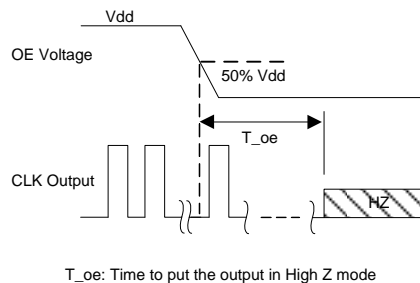 Vdd
OE Voltage
50% Vdd
T_oe
CLK Output
HZ
T_oe: Time to put the output in High Z mode